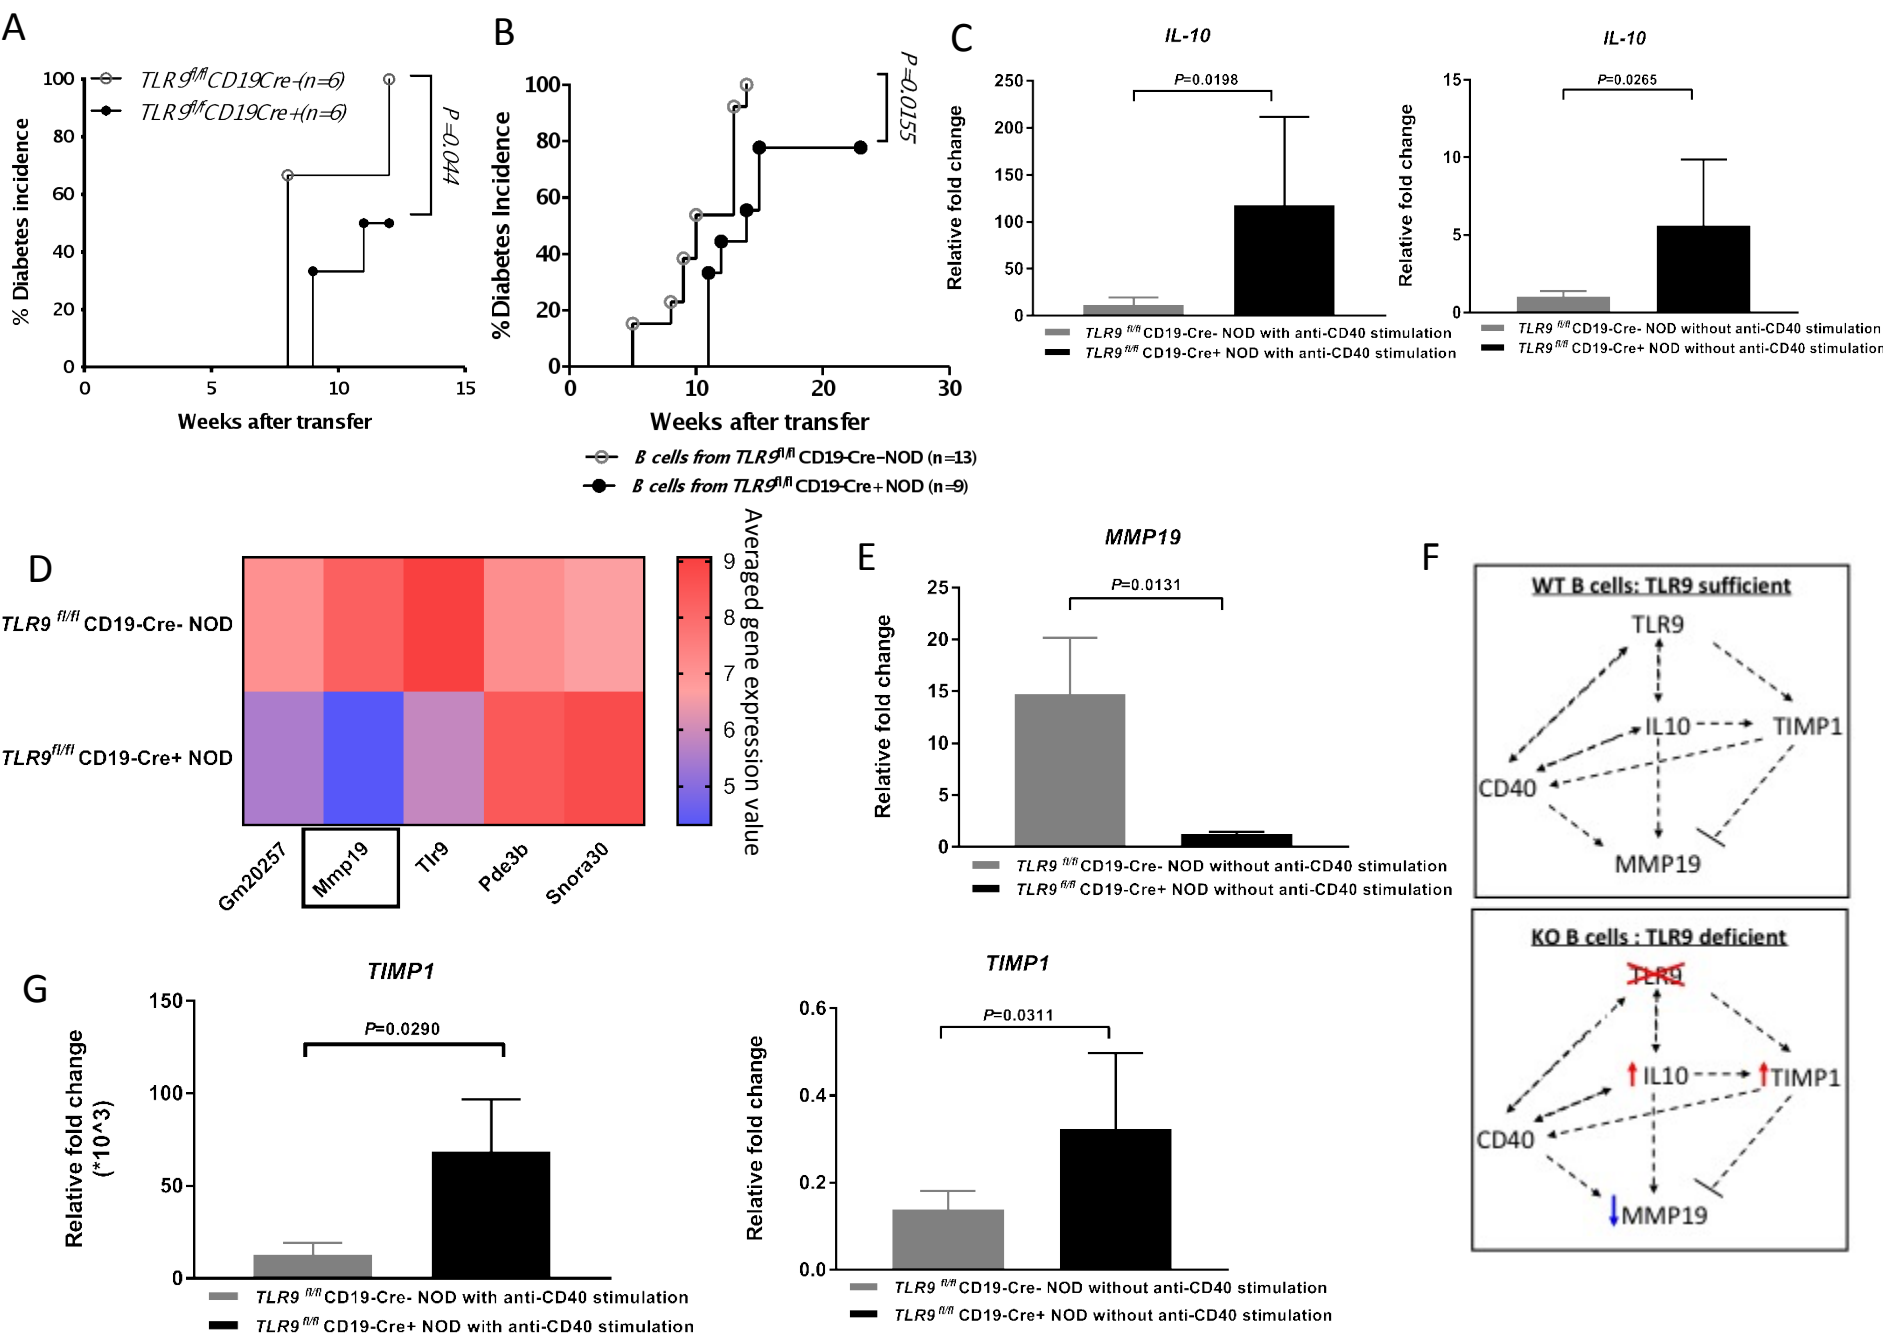 A
TLR9fl/fl CD19Cre-(n=6)
TLR9fl/fl CD19Cre+(n=6)
P=0.044
% Diabetes incidence
100
80
60
40
20
0
0 5 10 15
Weeks after transfer
B
P=0.0155
%Diabetes Incidence
100
80
60
40
20
0
0 10 20 30
Weeks after transfer
B cells from TLR9fl/fl CD19-Cre-NOD (n=13)
B cells from TLR9fl/fl CD19-Cre+NOD (n=9)
C
IL-10
P=0.0198
Relative fold change
250
200
150
100
50
0
TLR9 fl/fl CD19-Cre- NOD with anti-CD40 stimulation
TLR9 fl/fl CD19-Cre+ NOD with anti-CD40 stimulation
IL-10
P=0.0265
Relative fold change
15
10
5
0
TLR9 fl/fl CD19-Cre- NOD without anti-CD40 stimulation
TLR9 fl/fl CD19-Cre+ NOD without anti-CD40 stimulation
D
TLR9 fl/fl CD19-Cre- NOD
TLR9fl/fl CD19-Cre+ NOD
Gm20257
Mmp19
Tlr9
Pde3b
Snora30
9
8
7
6
5
Averaged gene expression value
E
MMP19
P=0.0131
Relative fold change
25
20
15
10
5
0
TLR9 fl/fl CD19-Cre- NOD without anti-CD40 stimulation
TLR9 fl/fl CD19-Cre+ NOD without anti-CD40 stimulation
F
WT B cells: TLR9 sufficient
TLR9
IL10
TIMP1
CD40
MMP19
KO B cells : TLR9 deficient
TLR9
IL10
TIMP1
CD40
MMP19
G
TIMP1
P=0.0290
Relative fold change
(*10^3)
150
100
50
0
TLR9 fl/fl CD19-Cre- NOD with anti-CD40 stimulation
TLR9 fl/fl CD19-Cre+ NOD with anti-CD40 stimulation
TIMP1
P=0.0311
Relative fold change
0.6
0.4
0.2
0.0
TLR9 fl/fl CD19-Cre- NOD without anti-CD40 stimulation
TLR9 fl/fl CD19-Cre+ NOD without anti-CD40 stimulation